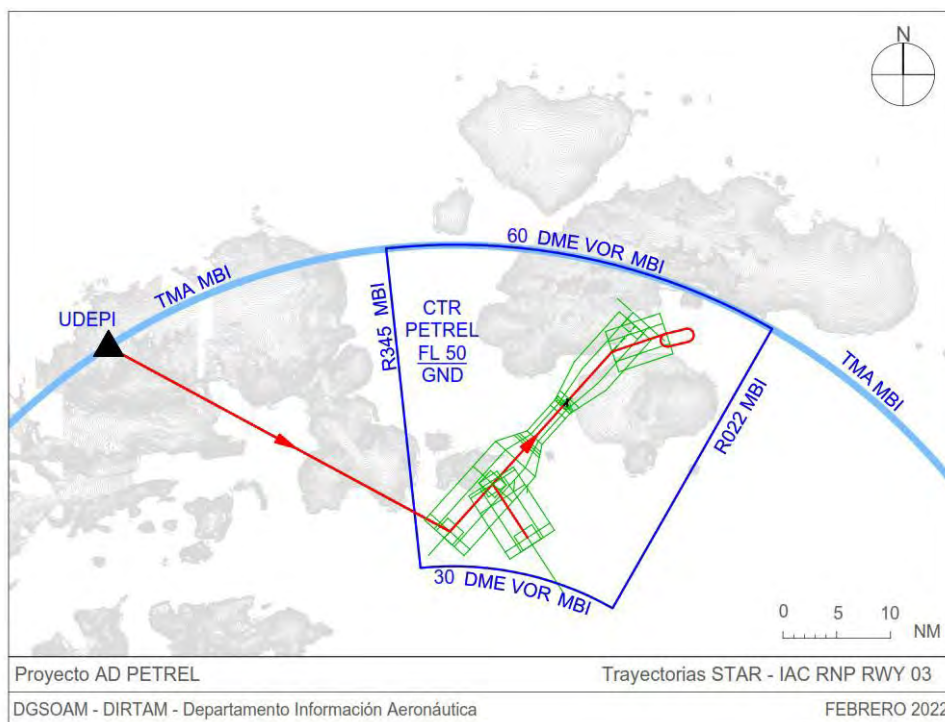 N
60 DME VOR MBI
TMA MBI
UDEPI
R345 MBI
CTR
PETREL
FL 50
GND
TMA MBI
R022 MBI
30 DME VOR MBI
0 5 10
NM
Proyecto AD PETREL
Trayectorias STAR - IAC RNP RWY 03
DGSOAM - DIRTAM - Departamento Información Aeronáutica
FEBRERO 2022